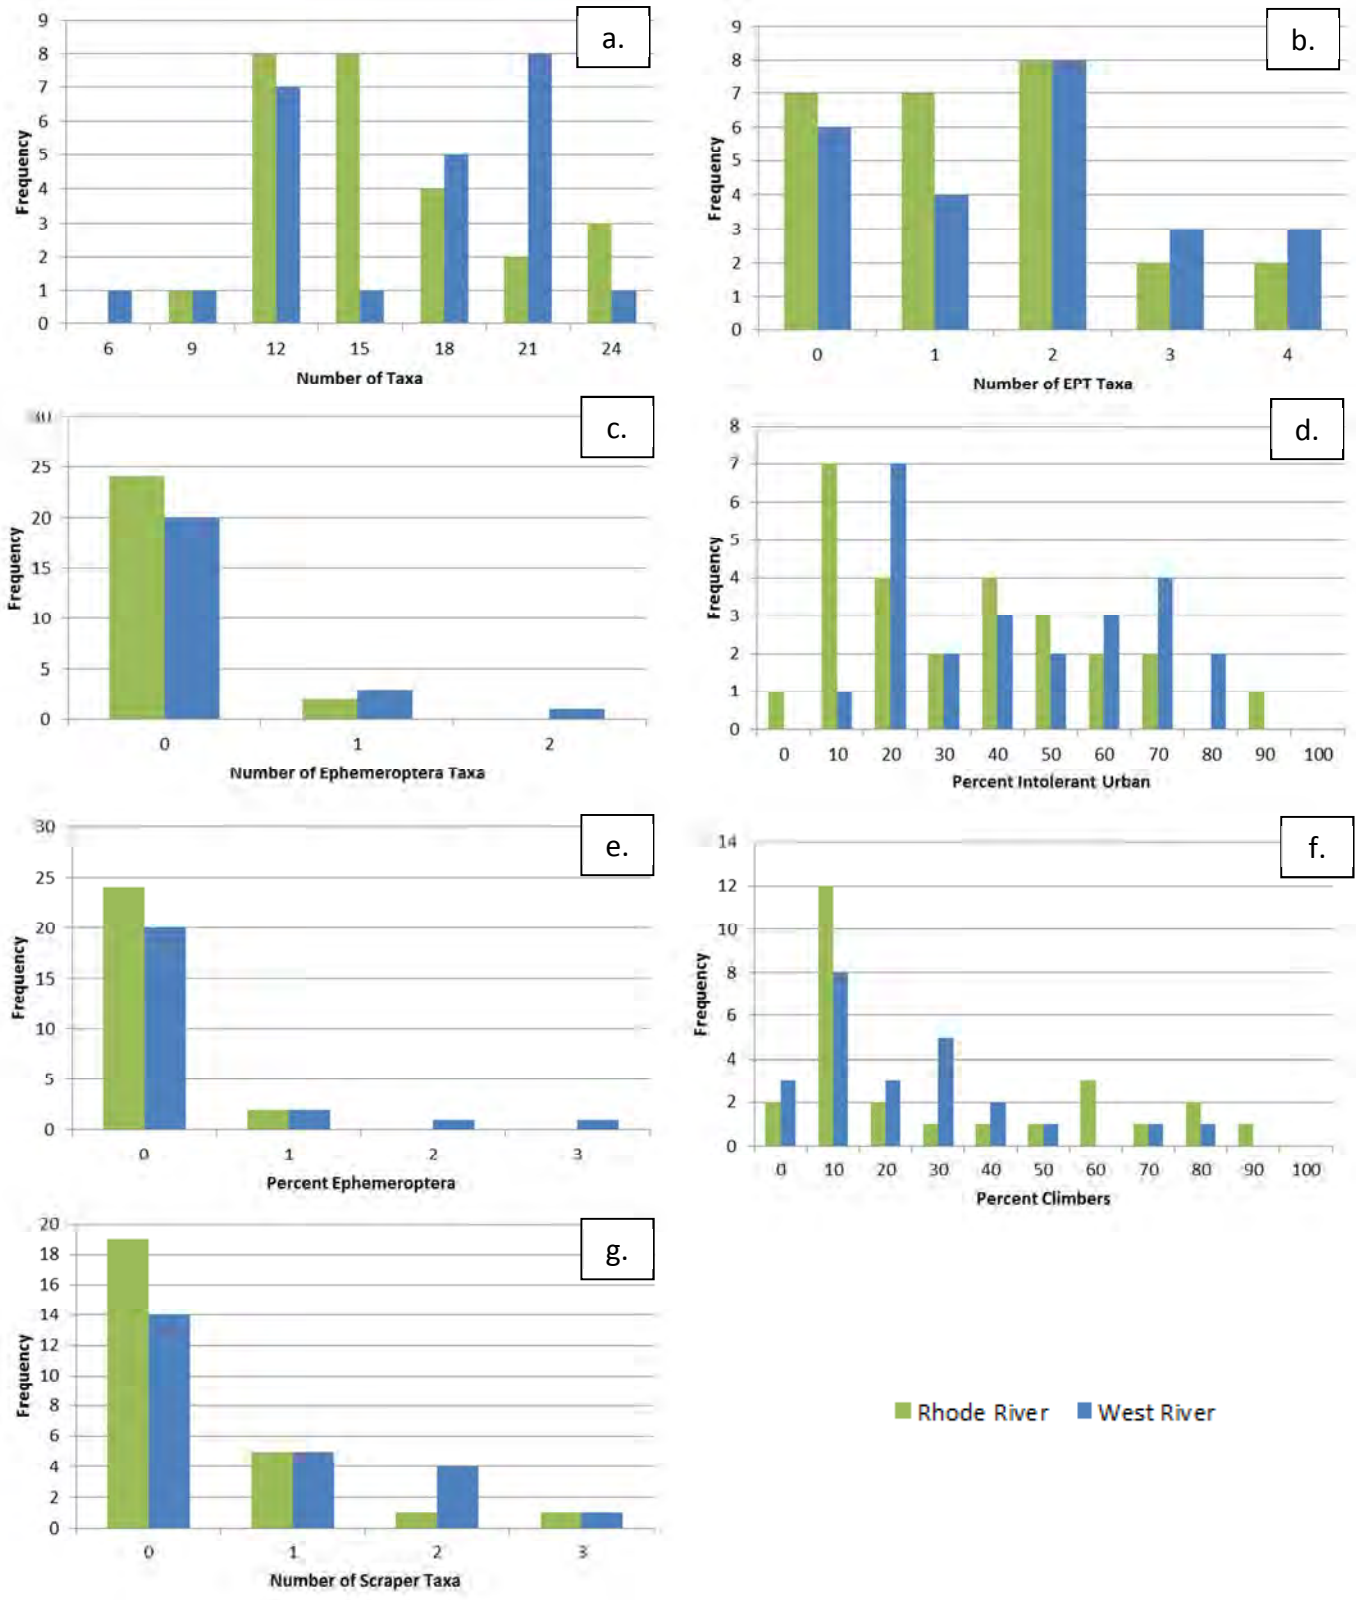 a.
9
8
7
6
5
4
3
2
1
0
Frequency
6 9 12 15 18 21 24
Number of Taxa
b.
9
8
7
6
5
4
3
2
1
0
Frequency
0 1 2 3 4
Number of EPT Taxa
c.
30
25
20
15
10
5
0
Frequency
0 1 2
Number of Ephemeroptera Taxa
d.
8
7
6
5
4
3
2
1
0
Frequency
0 10 20 30 40 50 60 70 80 90 100
Percent Intolerant Urban
e.
30
25
20
15
10
5
0
Frequency
0 1 2 3
Percent Ephemeroptera
f.
14
12
10
8
6
4
2
0
Frequency
0 10 20 30 40 50 60 70 80 90 100
Percent Climbers
g.
20
18
16
14
12
10
8
6
4
2
0
Frequency
0 1 2 3
Number of Scraper Taxa
Rhode River West River